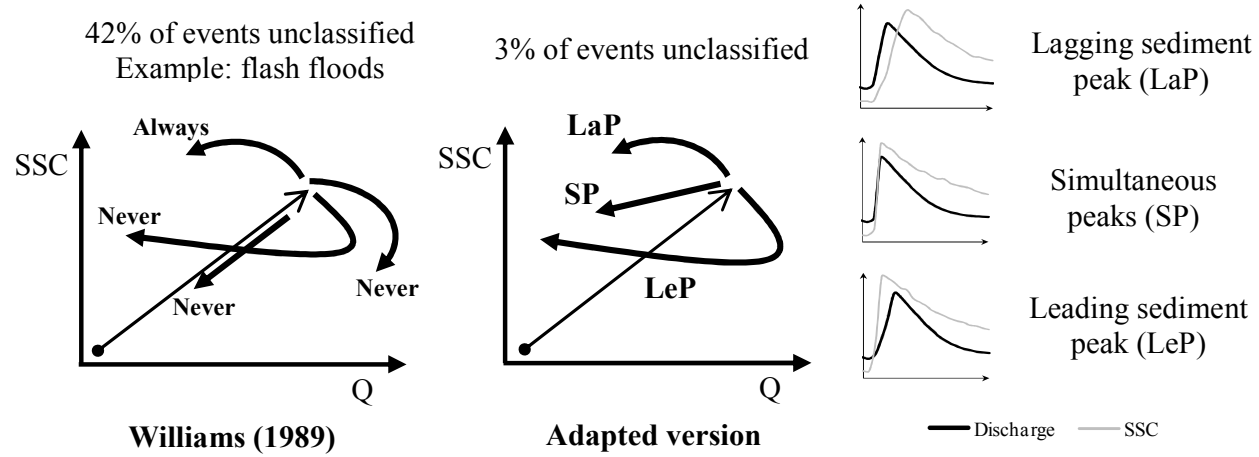 42% of events unclassified
Example: flash floods
SSC
Always
Never
Never
Never
Q
Williams (1989)
3% of events unclassified
SSC
LaP
SP
LeP
Q
Adapted version
Lagging sediment
peak (LaP)
Simultaneous
peaks (SP)
Leading sediment
peak (LeP)
Discharge SSC